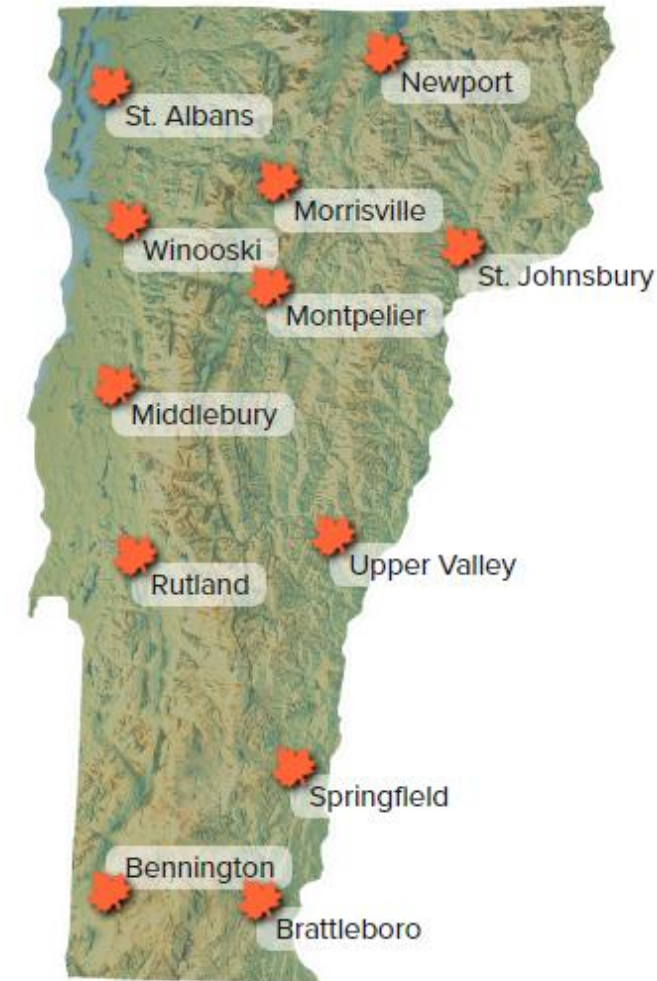 Newport
St. Albans
Morrisville
Winooski
St. Johnsbury
Montpelier
Middlebury
Upper Valley
Rutland
Springfield
Bennington
Brattleboro